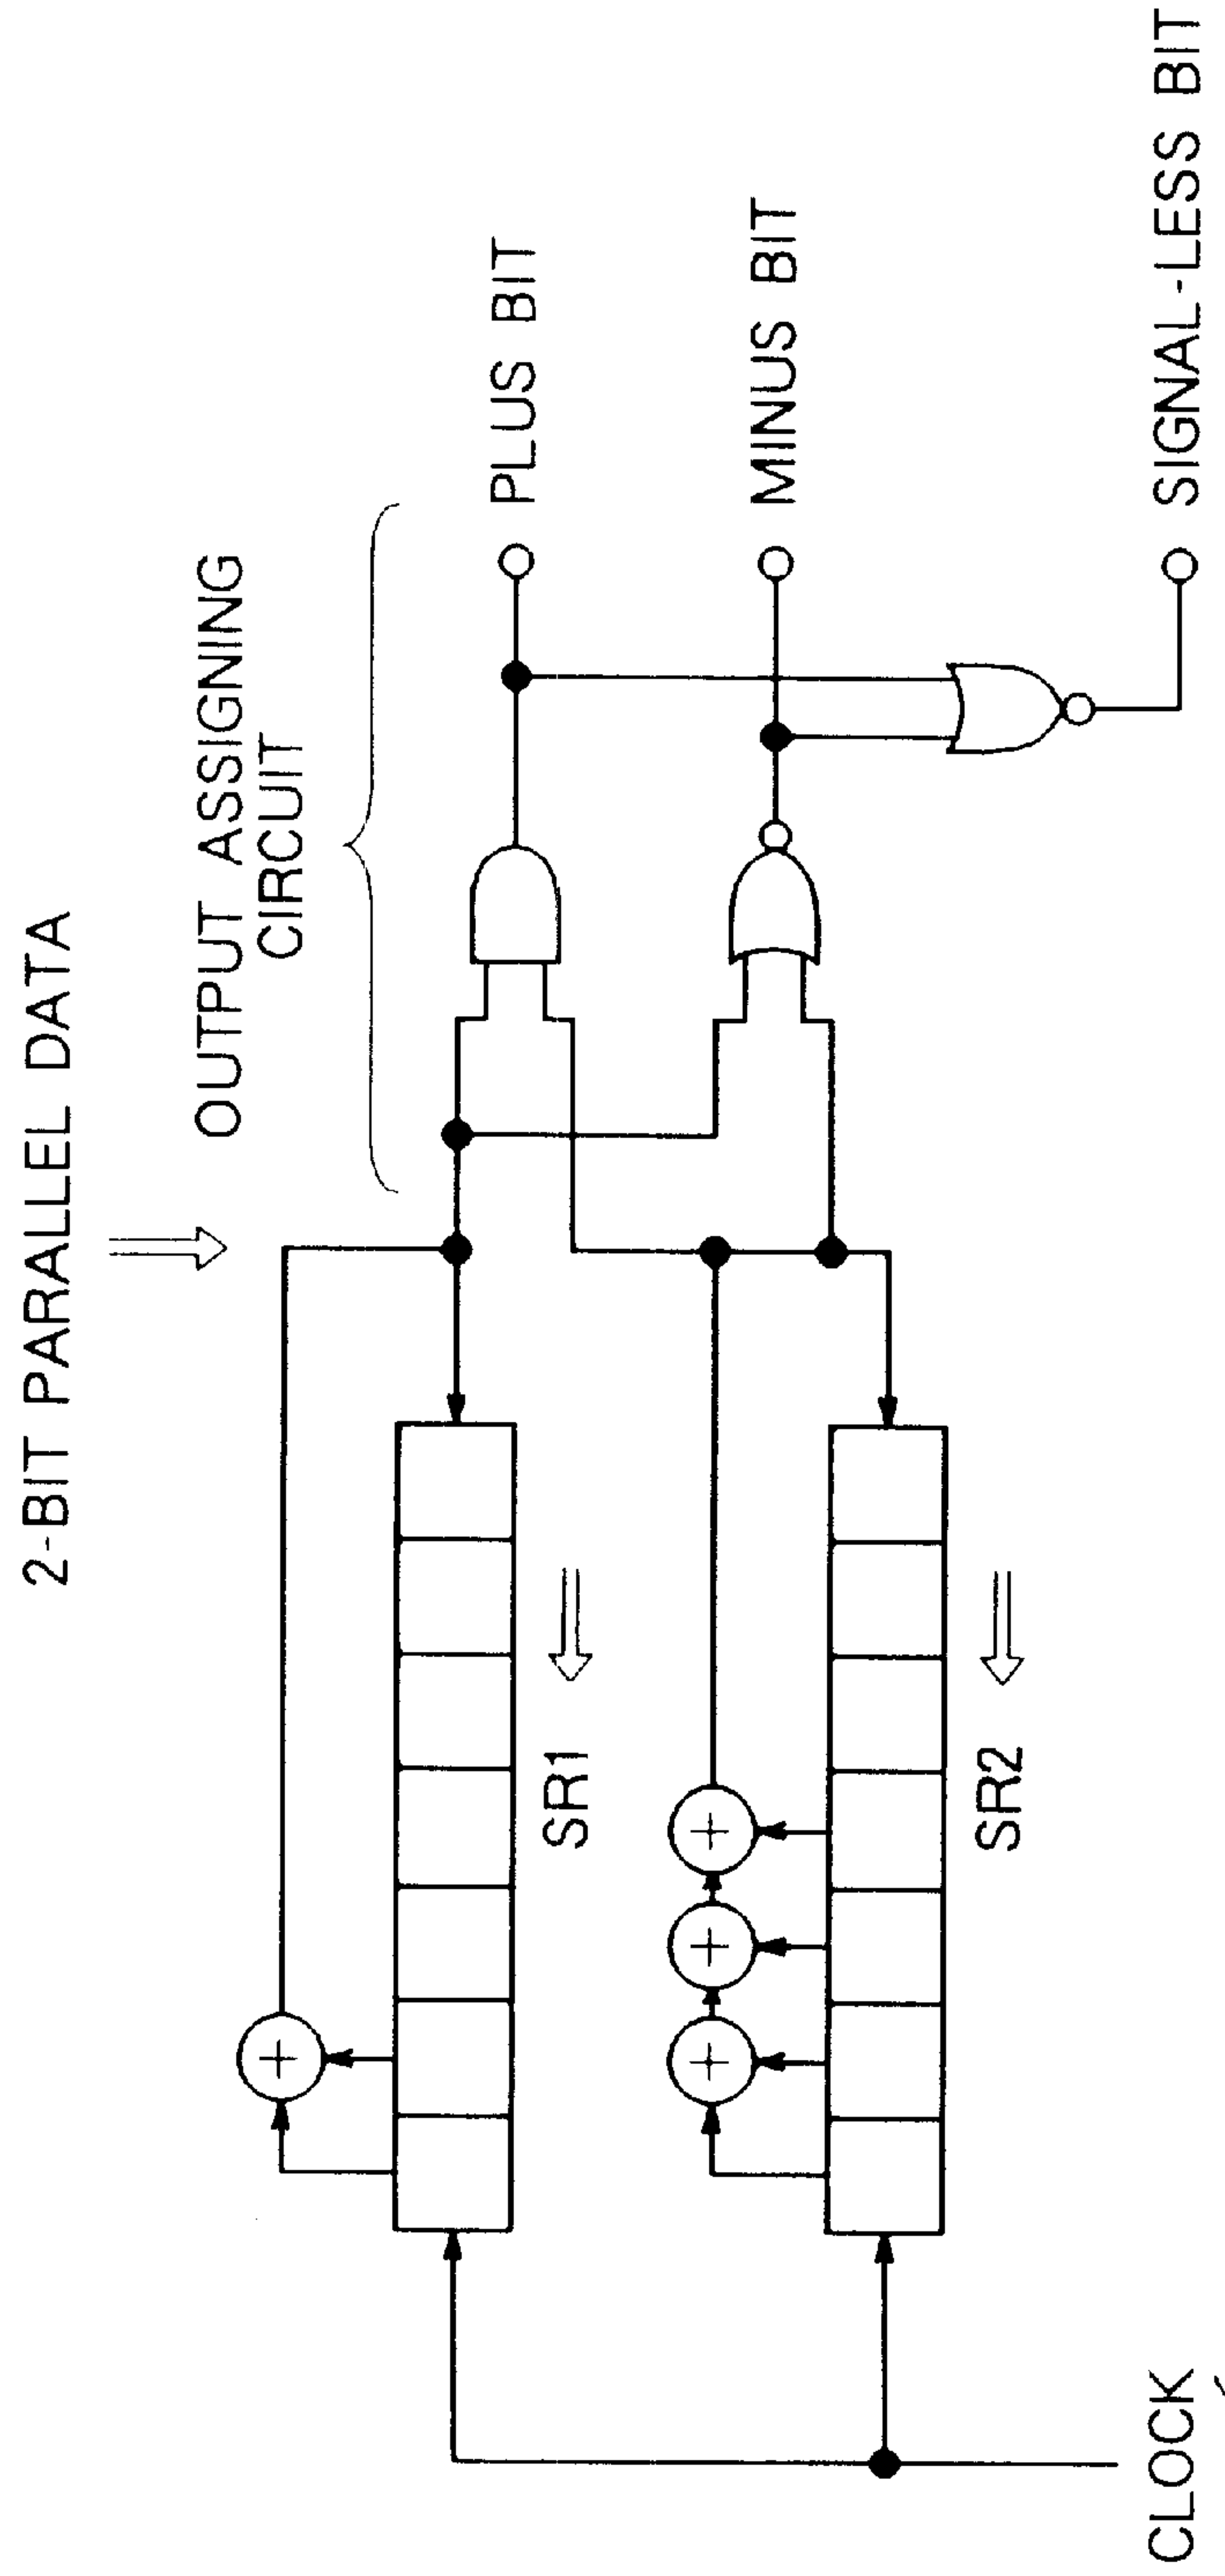 2-BIT PARALLEL DATA
OUTPUT ASSIGNING
CIRCUIT
PLUS BIT
MINUS BIT
SIGNAL-LESS BIT
SR1
SR2
CLOCK